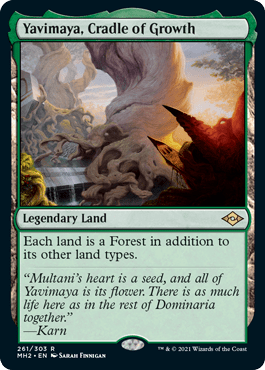 Yavimaya, Cradle of Growth
Legendary Land
Each land is a Forest in addition to
its other land types.
“Multani’s heart is a seed, and all of
Yavimaya is its flower. There is as much
life here as in the rest of Dominaria
together.”
—Karn
261/303 R
MH2 • EN SARAH FINNIGAN
™ & © 2021 Wizards of the Coast